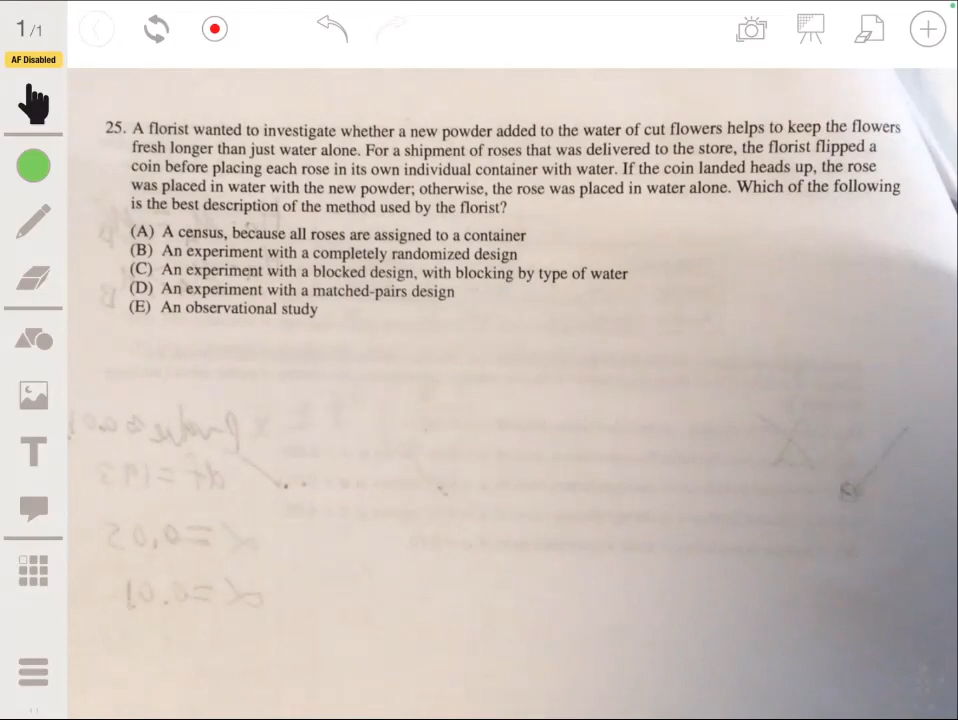 1/1
AF Disabled
25. A florist wanted to investigate whether a new powder added to the water of cut flowers helps to keep the flowers
fresh longer than just water alone. For a shipment of roses that was delivered to the store, the florist flipped a
coin before placing each rose in its own individual container with water. If the coin landed heads up, the rose
was placed in water with the new powder; otherwise, the rose was placed in water alone. Which of the following
is the best description of the method used by the florist?
(A) A census, because all roses are assigned to a container
(B) An experiment with a completely randomized design
(C) An experiment with a blocked design, with blocking by type of water
(D) An experiment with a matched-pairs design
(E) An observational study
T
df = 193
α = 0.05
α = 0.01